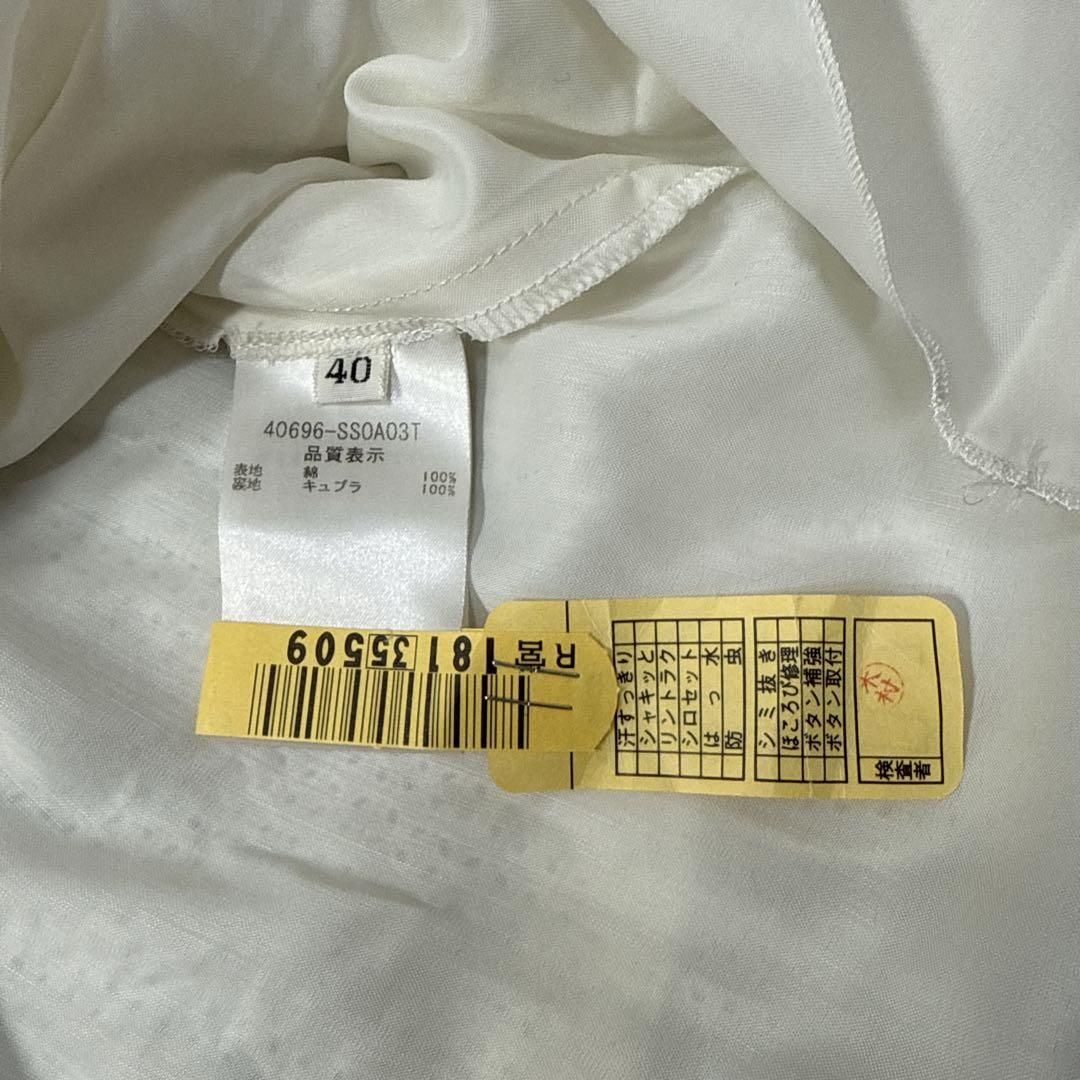 40
40696-SS0A03T
品質表示
表地 綿 100%
裏地 キュプラ 100%
181 35509
汗すっきり
シャキッと
リントラク
シロセット
はっ水
防虫
シミ抜き
ほころび修理
ボタン補強
ボタン取付
検査者